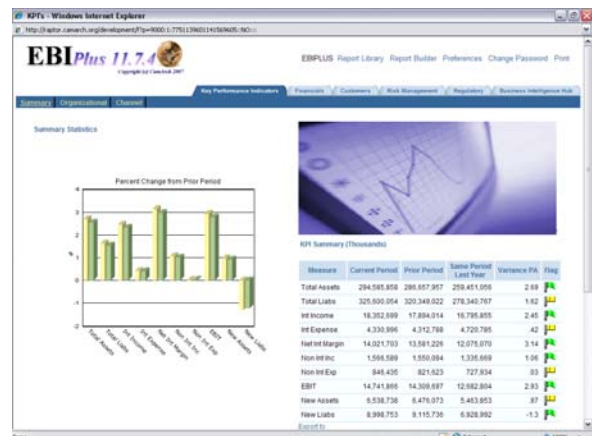 KPI's - Windows Internet Explorer
EBIPlus 11.7.4
Copyright (c) Camarch 2007
EBIPLUS Report Library Report Builder Preferences Change Password Print
Key Performance Indicators Financials Customers Risk Management Regulatory Business Intelligence Hub
Summary Organizational Channel
Summary Statistics
Percent Change from Prior Period
4
3
2
1
0
-1
-2
%
Total Assets
Total Liabs
Int Income
Int Expense
Net Int Margin
Non Int Inc
Non Int Exp
EBIT
New Assets
New Liabs
KPI Summary (Thousands)
Measure Current Period Prior Period Same Period Last Year Variance PA Flag
Total Assets 294,585,858 286,657,957 259,451,056 2.69
Total Liabs 325,600,054 320,348,022 278,340,767 1.62
Int Income 18,352,699 17,894,014 16,795,855 2.45
Int Expense 4,330,996 4,312,788 4,720,785 .42
Net Int Margin 14,021,703 13,581,226 12,075,070 3.14
Non Int Inc 1,566,589 1,550,094 1,335,669 1.06
Non Int Exp 846,435 821,623 727,934 .03
EBIT 14,741,866 14,309,697 12,682,804 2.93
New Assets 6,538,738 6,476,073 5,463,853 .97
New Liabs 8,998,753 9,115,736 6,928,992 -1.3
Export to